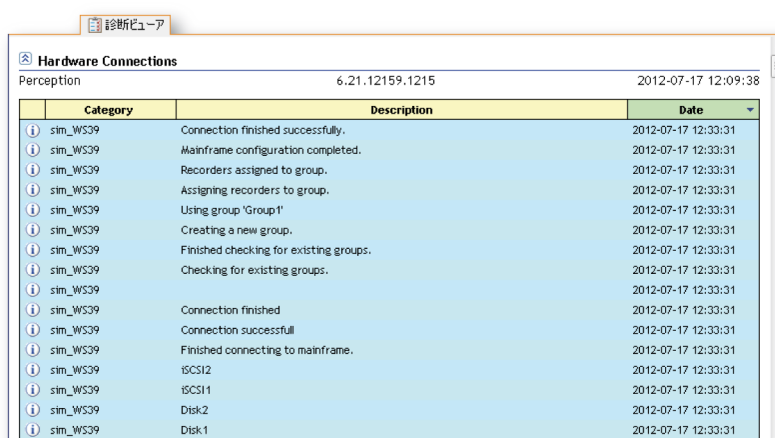 診断ビューア
Hardware Connections
Perception 6.21.12159.1215 2012-07-17 12:09:38
Category Description Date
sim_WS39 Connection finished successfully. 2012-07-17 12:33:31
sim_WS39 Mainframe configuration completed. 2012-07-17 12:33:31
sim_WS39 Recorders assigned to group. 2012-07-17 12:33:31
sim_WS39 Assigning recorders to group. 2012-07-17 12:33:31
sim_WS39 Using group 'Group1' 2012-07-17 12:33:31
sim_WS39 Creating a new group. 2012-07-17 12:33:31
sim_WS39 Finished checking for existing groups. 2012-07-17 12:33:31
sim_WS39 Checking for existing groups. 2012-07-17 12:33:31
sim_WS39 2012-07-17 12:33:31
sim_WS39 Connection finished 2012-07-17 12:33:31
sim_WS39 Connection successfull 2012-07-17 12:33:31
sim_WS39 Finished connecting to mainframe. 2012-07-17 12:33:31
sim_WS39 iSCSI2 2012-07-17 12:33:31
sim_WS39 iSCSI1 2012-07-17 12:33:31
sim_WS39 Disk2 2012-07-17 12:33:31
sim_WS39 Disk1 2012-07-17 12:33:31